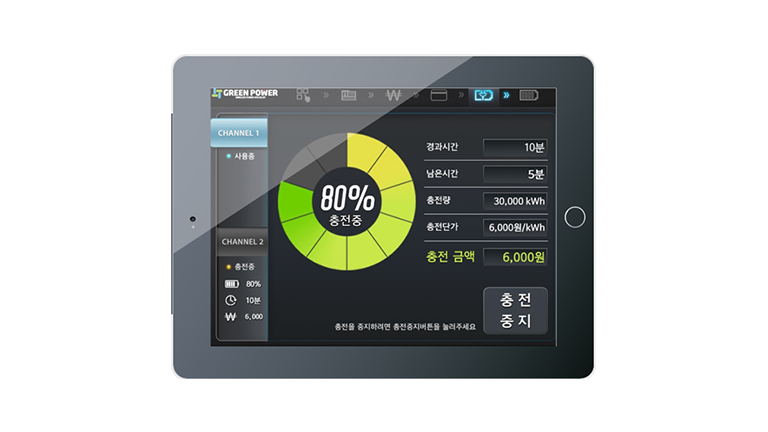 GREEN POWER
CHANNEL 1
사용중
CHANNEL 2
충전중
80%
10분
6,000
80%
충전중
경과시간 10분
남은시간 5분
충전량 30,000 kWh
충전단가 6,000원/kWh
충전 금액 6,000원
충전을 중지하려면 충전중지버튼을 눌러주세요
충 전
중 지